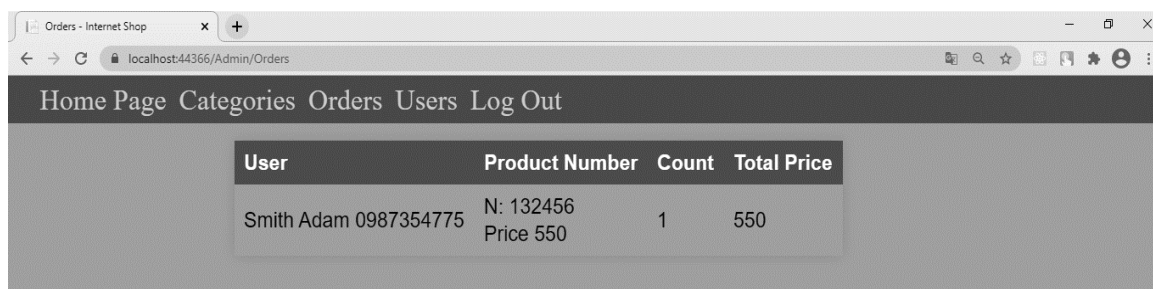 Orders - Internet Shop
localhost:44366/Admin/Orders
Home Page Categories Orders Users Log Out
User Product Number Count Total Price
Smith Adam 0987354775 N: 132456 1 550
Price 550